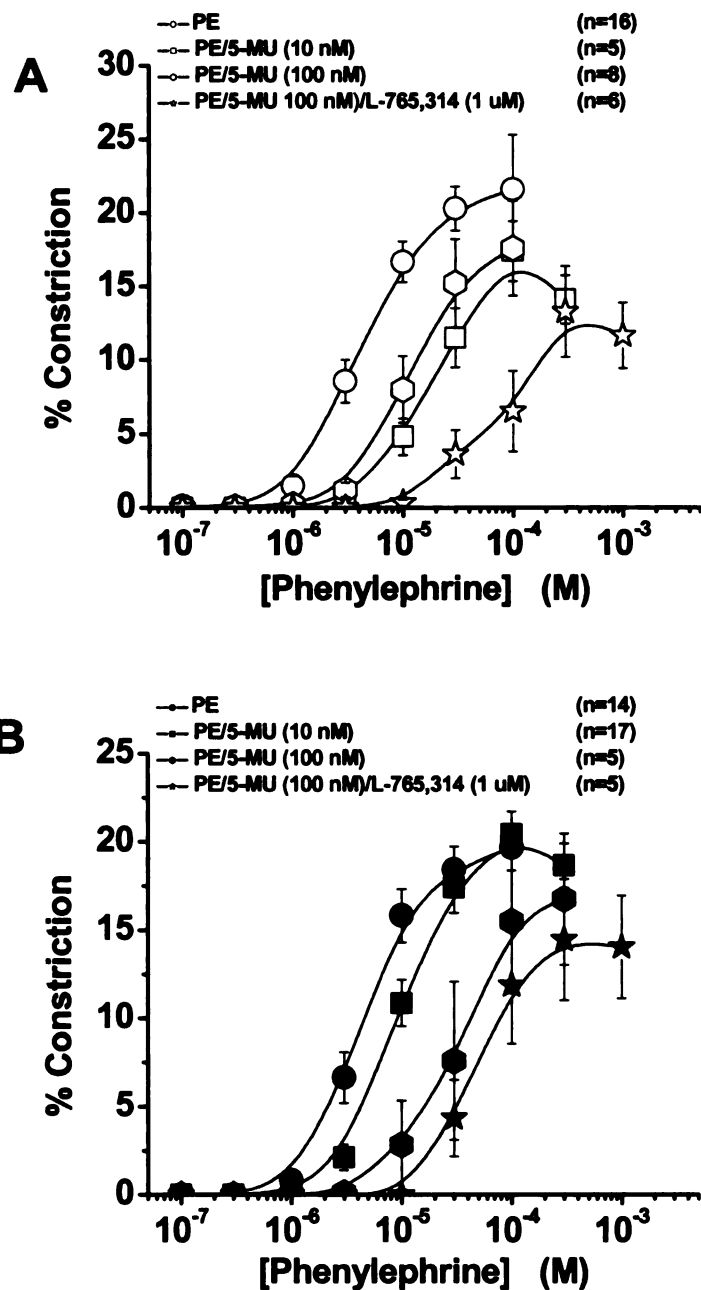 A
PE (n=16)
PE/5-MU (10 nM) (n=5)
PE/5-MU (100 nM) (n=8)
PE/5-MU 100 nM)/L-765,314 (1 uM) (n=6)
30
25
20
15
10
5
0
% Constriction
10-7 10-6 10-5 10-4 10-3
[Phenylephrine] (M)
B
PE (n=14)
PE/5-MU (10 nM) (n=17)
PE/5-MU (100 nM) (n=5)
PE/5-MU (100 nM)/L-765,314 (1 uM) (n=5)
25
20
15
10
5
0
% Constriction
10-7 10-6 10-5 10-4 10-3
[Phenylephrine] (M)